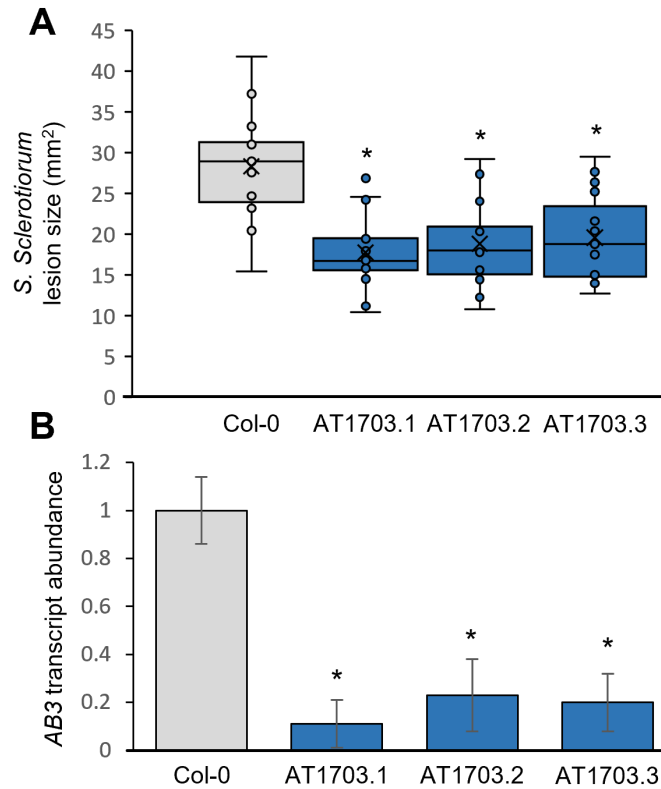 A
S. Sclerotiorum
lesion size (mm²)
45
40
35
30
25
20
15
10
5
0
*
*
*
Col-0
AT1703.1
AT1703.2
AT1703.3
B
AB3 transcript abundance
1.2
1
0.8
0.6
0.4
0.2
0
*
*
*
Col-0
AT1703.1
AT1703.2
AT1703.3